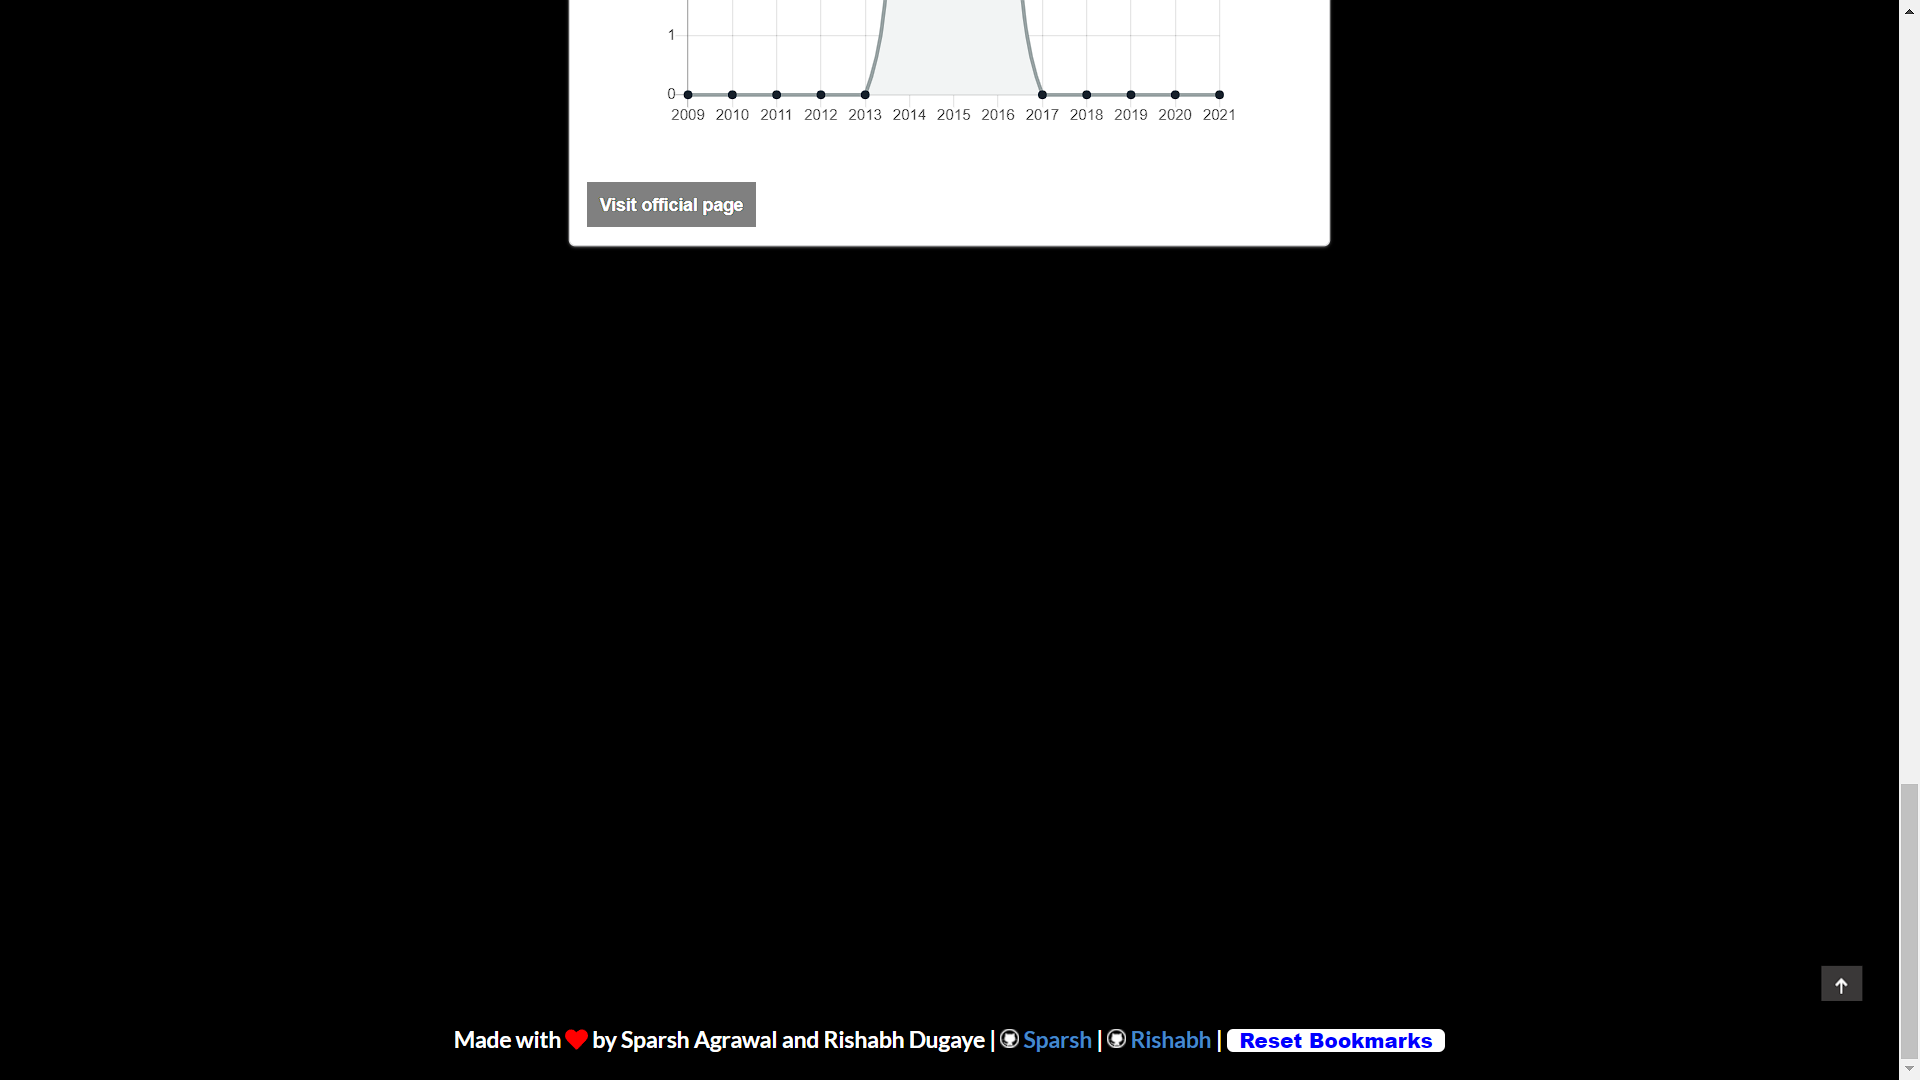 1
0
2009 2010 2011 2012 2013 2014 2015 2016 2017 2018 2019 2020 2021
Visit official page
Made with ❤ by Sparsh Agrawal and Rishabh Dugaye | Sparsh | Rishabh | Reset Bookmarks